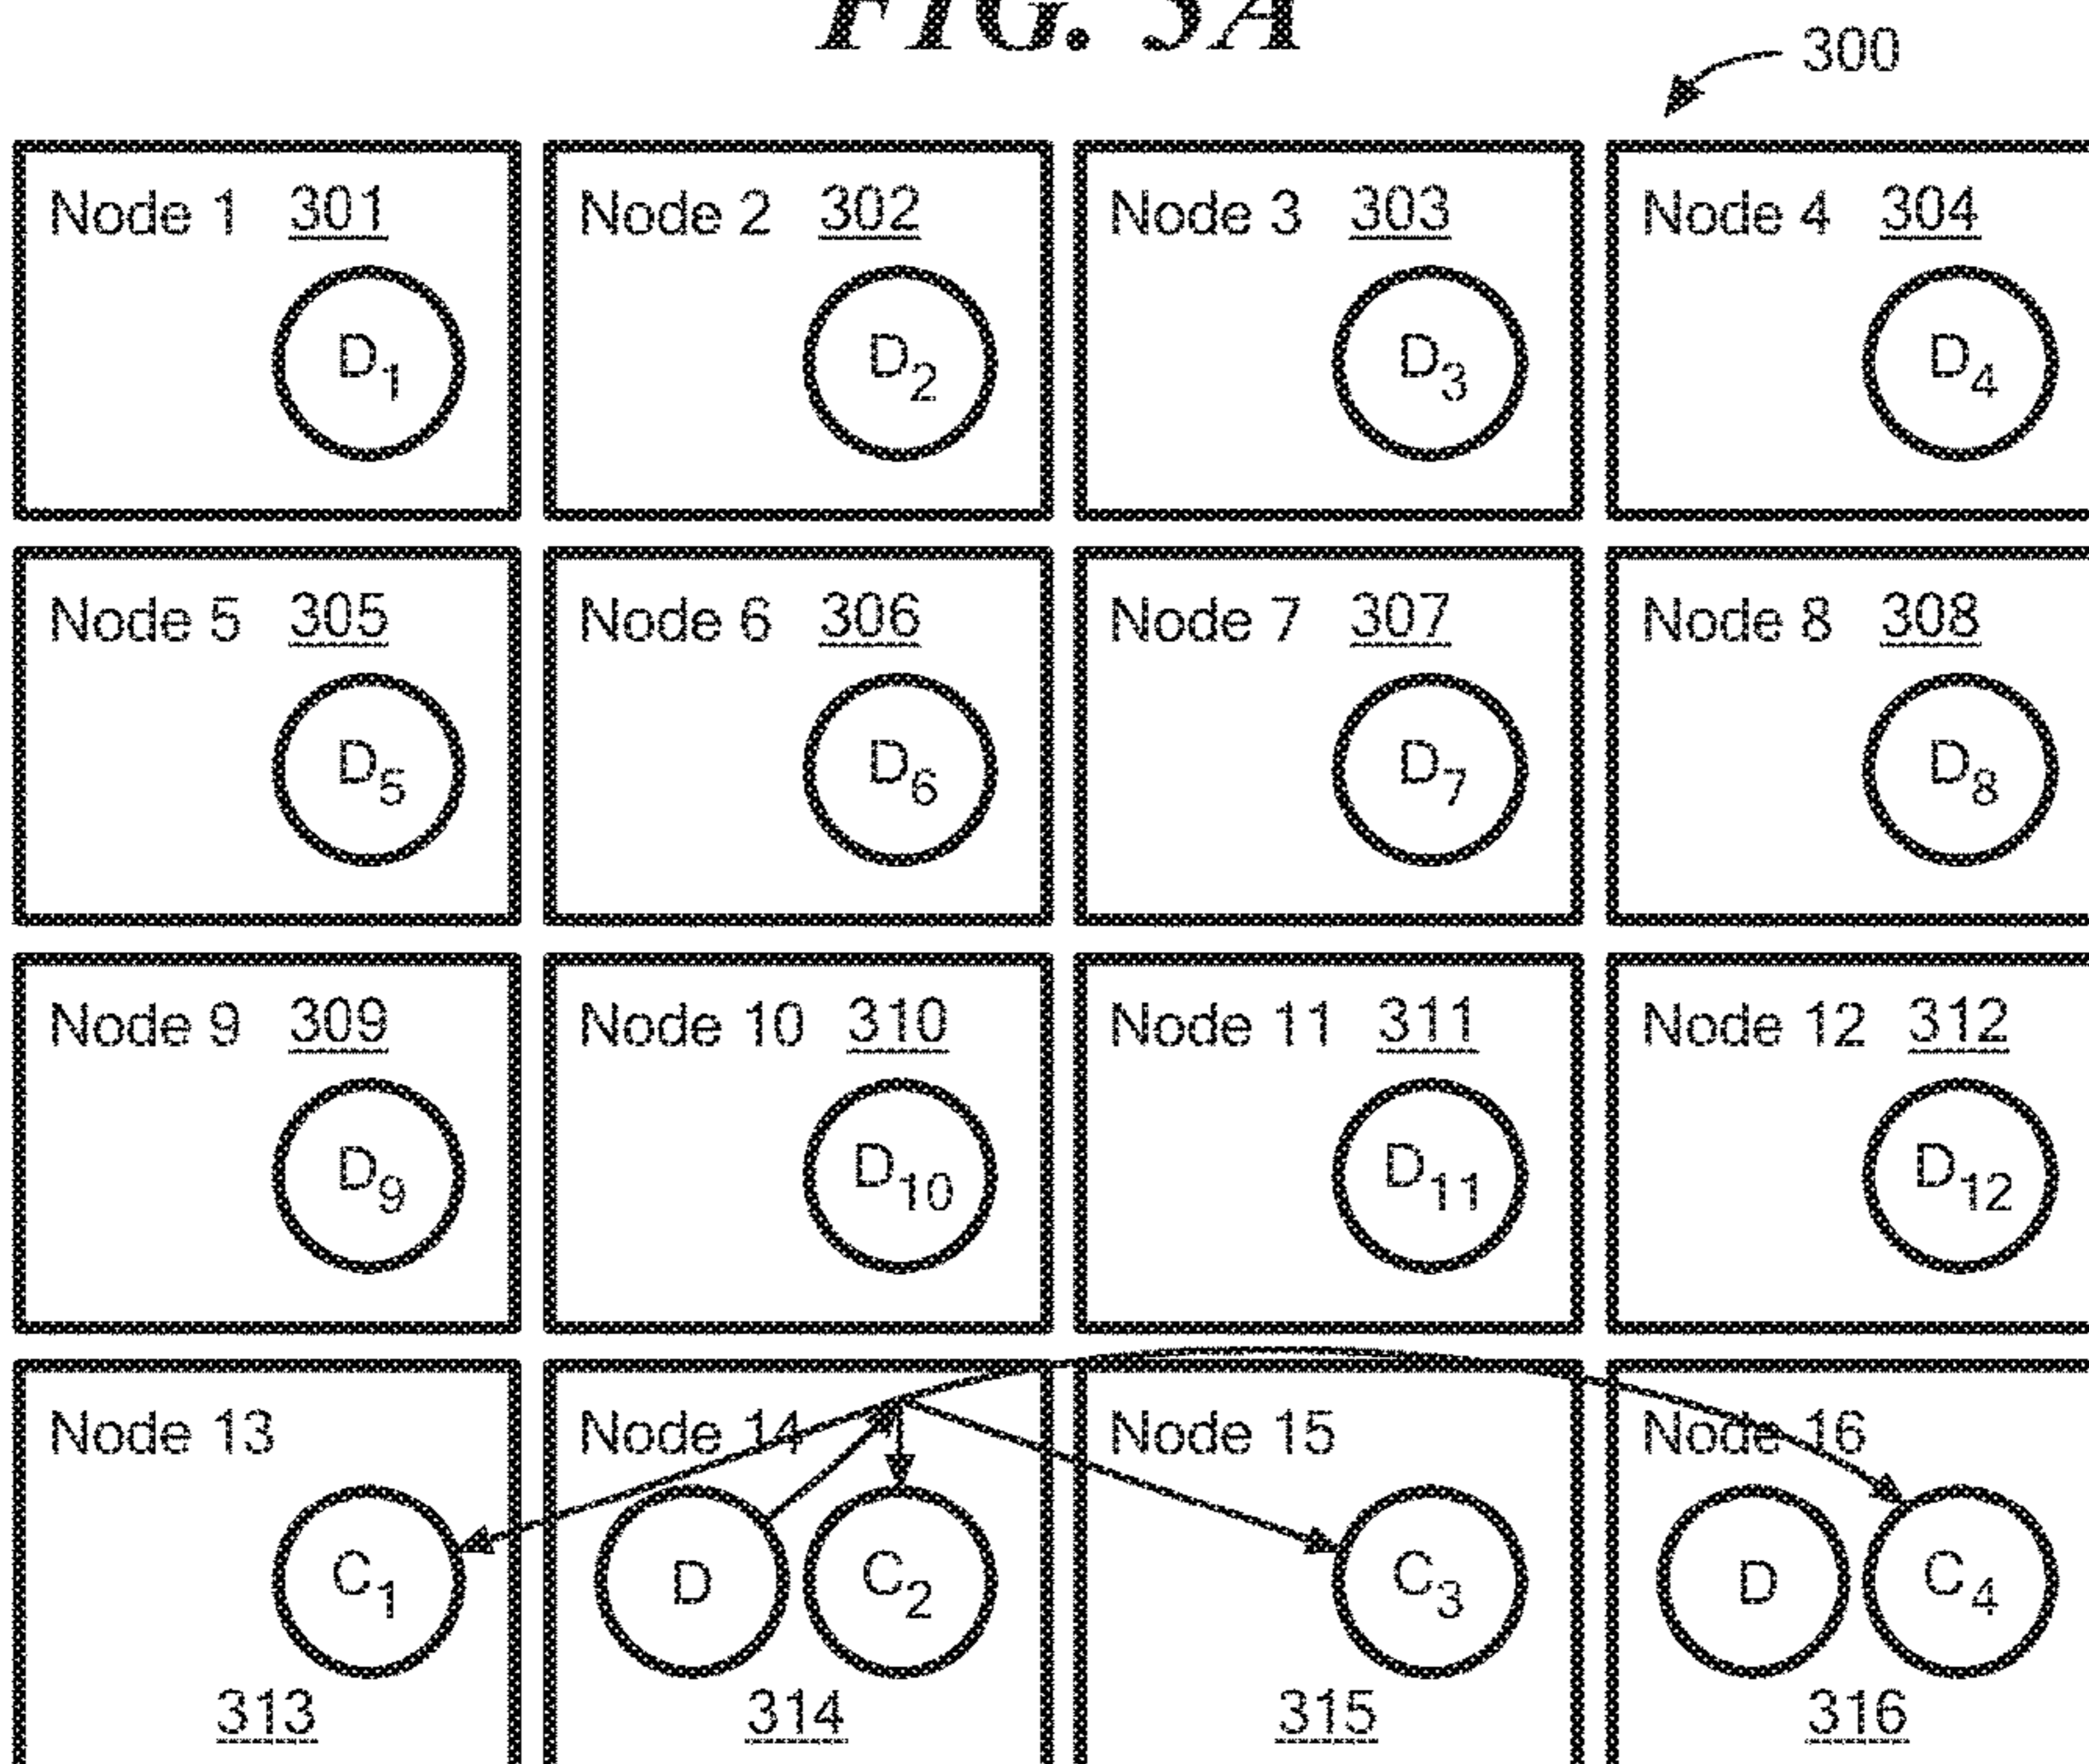 FIG. 3A
300
Node 1 301 Node 2 302 Node 3 303 Node 4 304
D1 D2 D3 D4
Node 5 305 Node 6 306 Node 7 307 Node 8 308
D5 D6 D7 D8
Node 9 309 Node 10 310 Node 11 311 Node 12 312
D9 D10 D11 D12
Node 13 Node 14 Node 15 Node 16
C1 D C2 C3 D C4
313 314 315 316